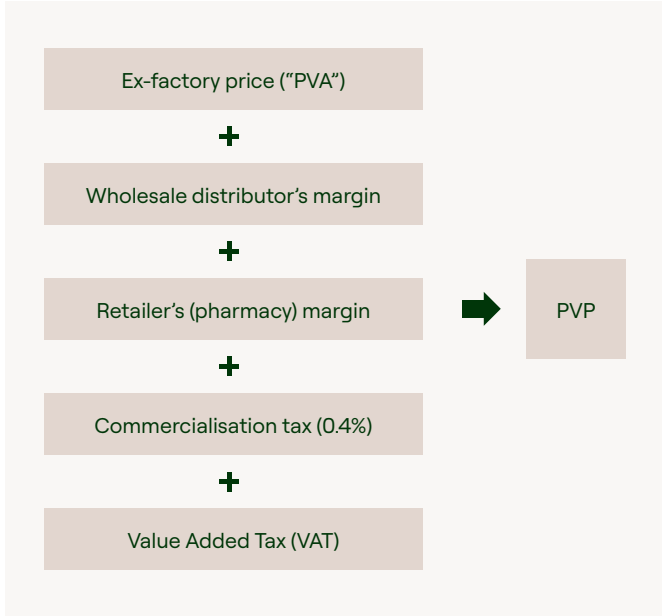 Ex-factory price (“PVA”)
+
Wholesale distributor’s margin
+
Retailer’s (pharmacy) margin
+
Commercialisation tax (0.4%)
+
Value Added Tax (VAT)
PVP